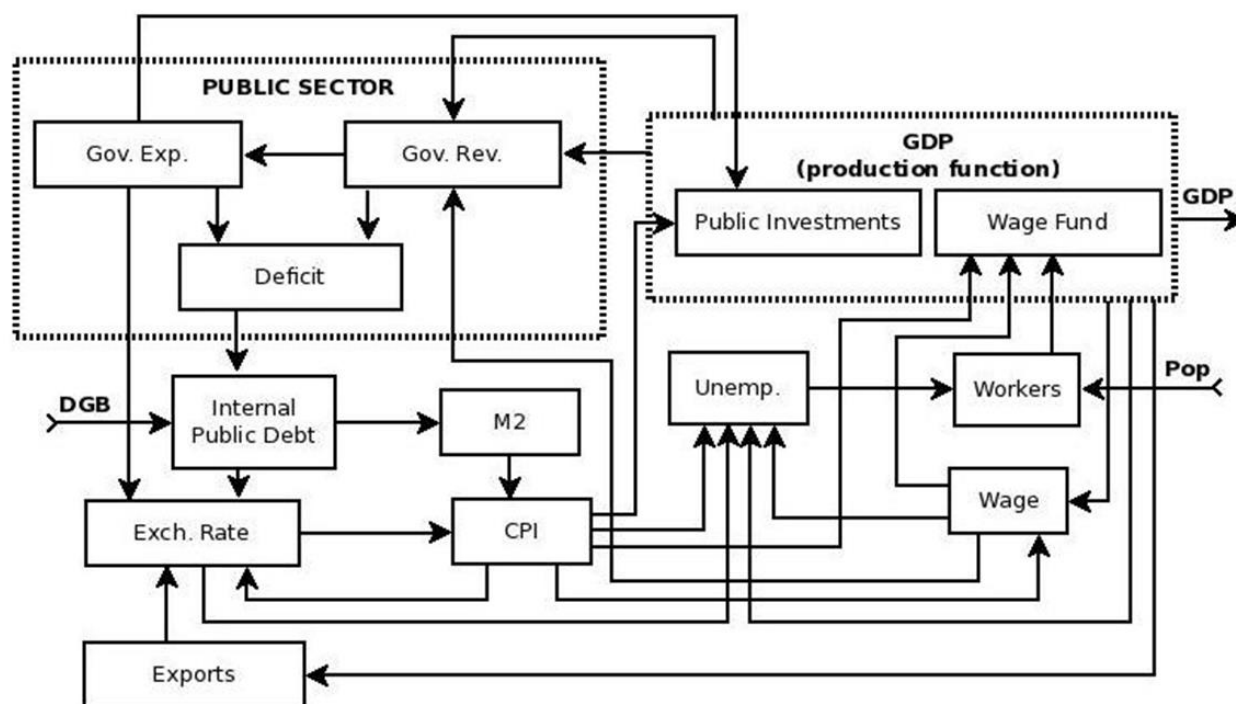 PUBLIC SECTOR
Gov. Exp.
Gov. Rev.
GDP
(production function)
GDP
Public Investments
Wage Fund
Deficit
DGB
Internal
Public Debt
M2
Unemp.
Workers
Pop
Exch. Rate
CPI
Wage
Exports